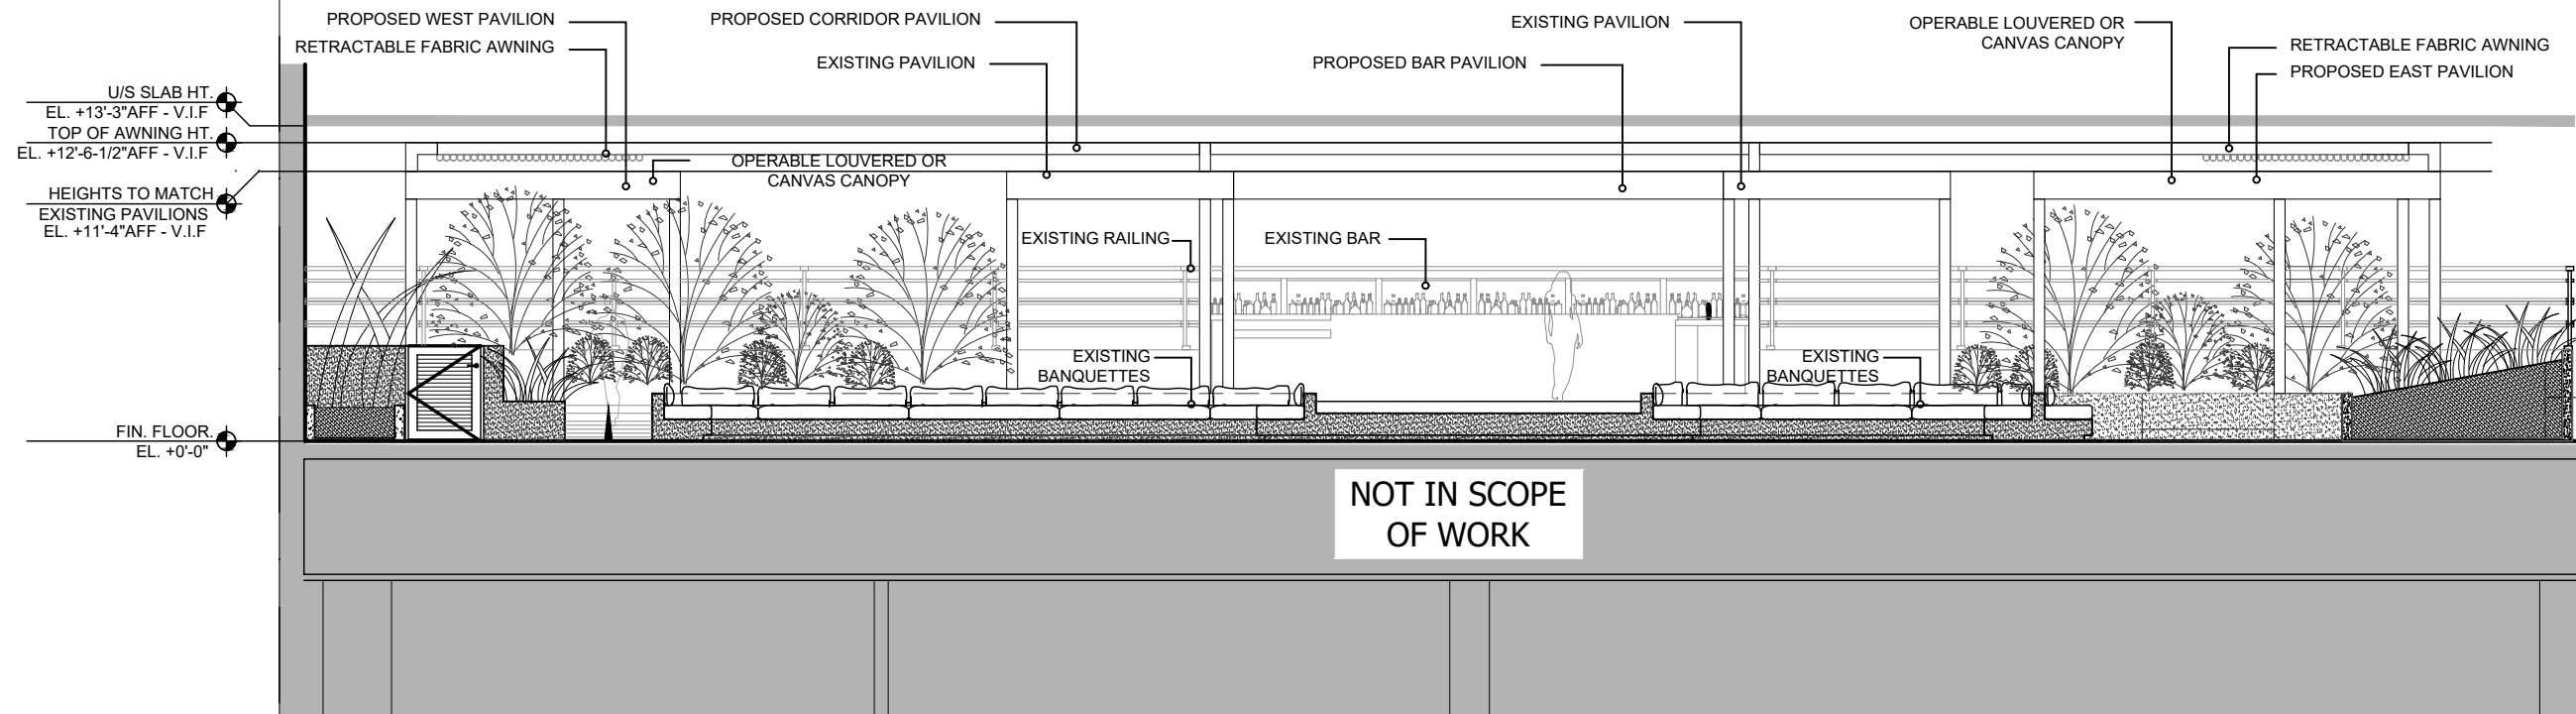 PROPOSED WEST PAVILION
RETRACTABLE FABRIC AWNING
PROPOSED CORRIDOR PAVILION
EXISTING PAVILION
EXISTING PAVILION
PROPOSED BAR PAVILION
OPERABLE LOUVERED OR
CANVAS CANOPY
RETRACTABLE FABRIC AWNING
PROPOSED EAST PAVILION
U/S SLAB HT.
EL. +13'-3"AFF - V.I.F
TOP OF AWNING HT.
EL. +12'-6-1/2"AFF - V.I.F
HEIGHTS TO MATCH
EXISTING PAVILIONS
EL. +11'-4"AFF - V.I.F
OPERABLE LOUVERED OR
CANVAS CANOPY
EXISTING RAILING
EXISTING BAR
EXISTING
BANQUETTES
EXISTING
BANQUETTES
FIN. FLOOR.
EL. +0'-0"
NOT IN SCOPE
OF WORK